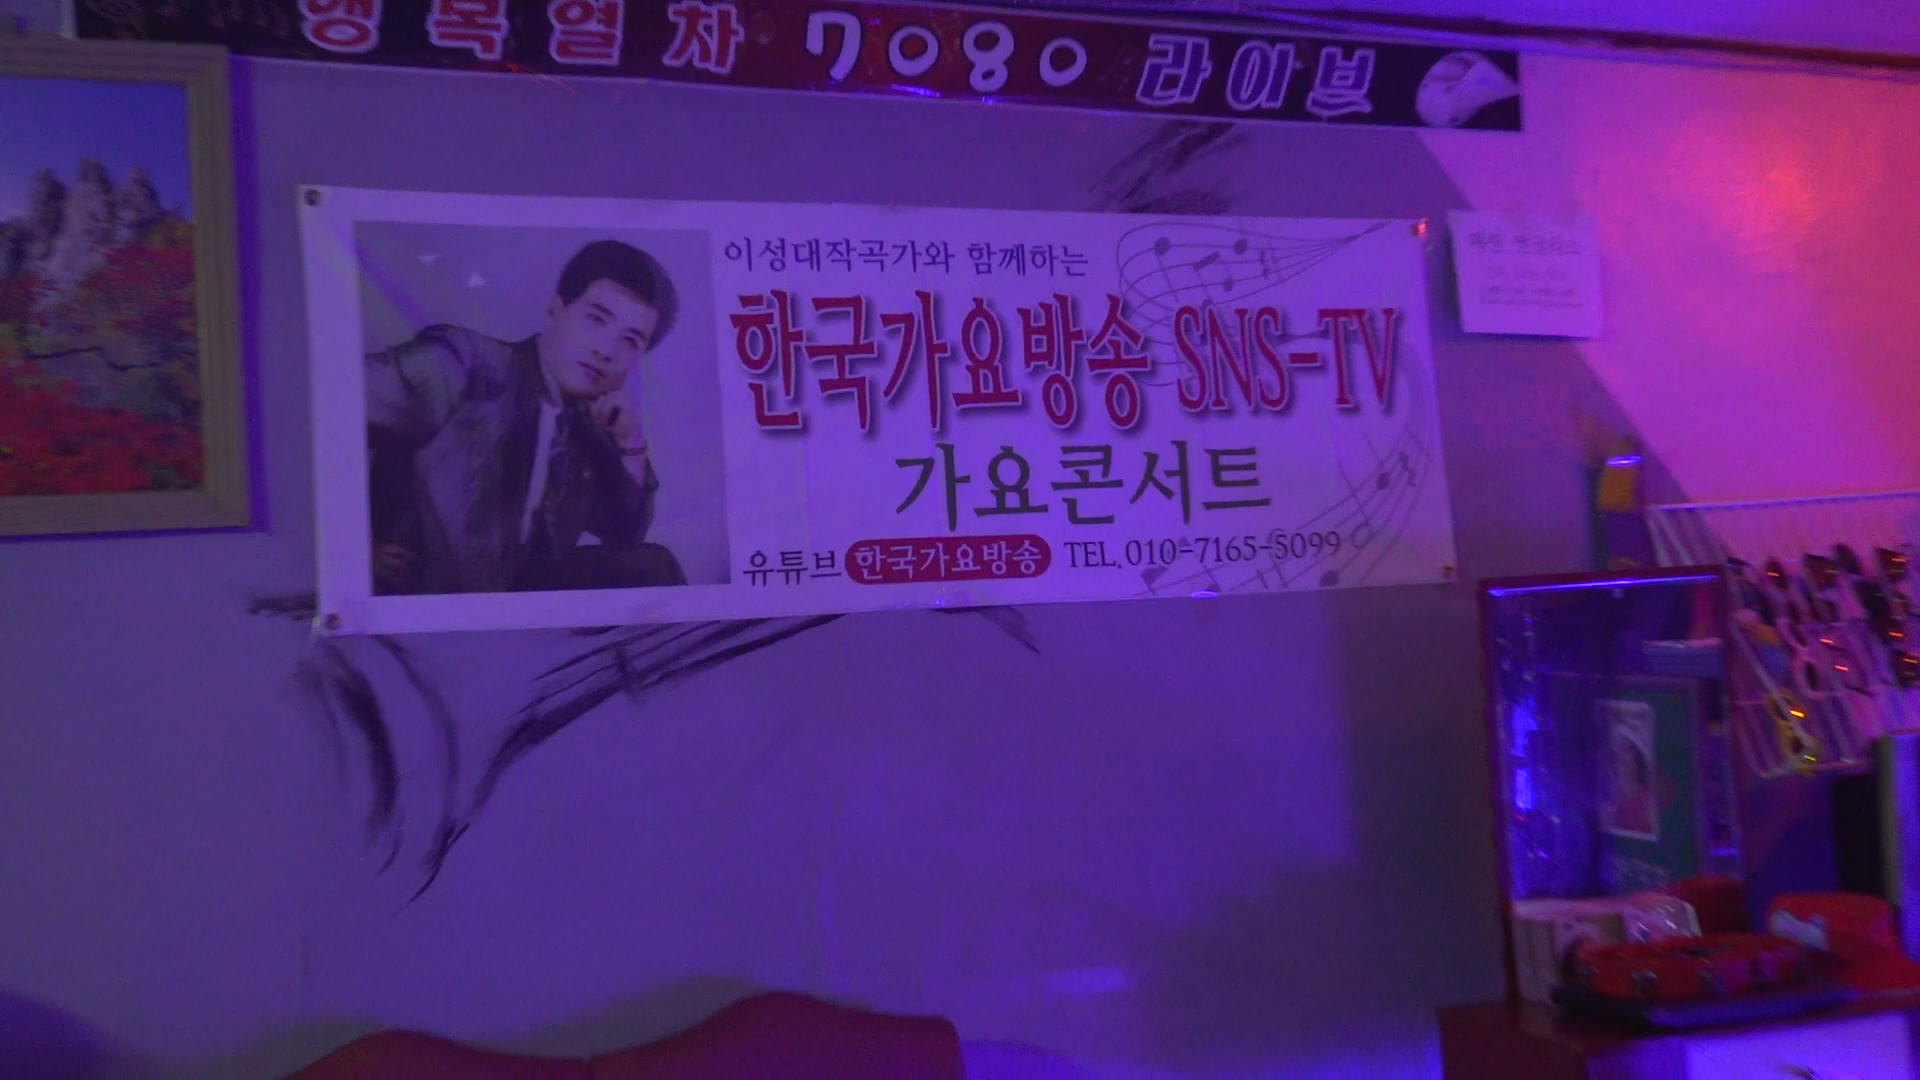 행복열차 7080 라이브
이성대작곡가와 함께하는
한국가요방송 SNS-TV
가요콘서트
유튜브 한국가요방송 TEL.010-7165-5099